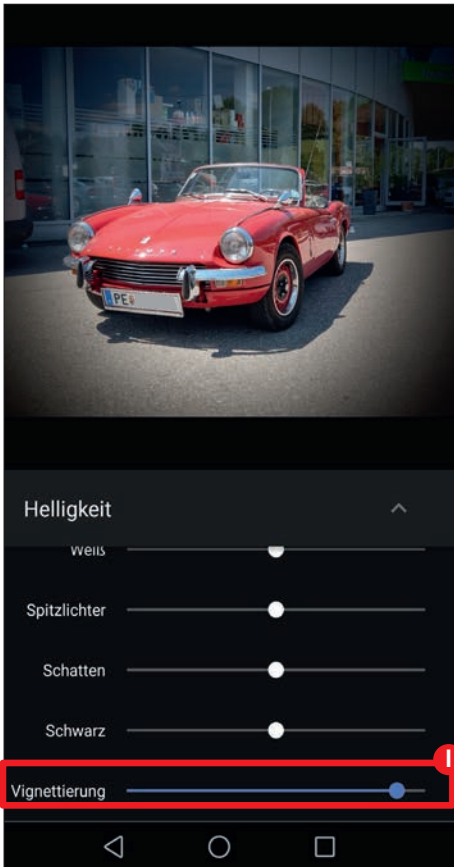 PE
Helligkeit
Weiß
Spitzlichter
Schatten
Schwarz
I
Vignettierung